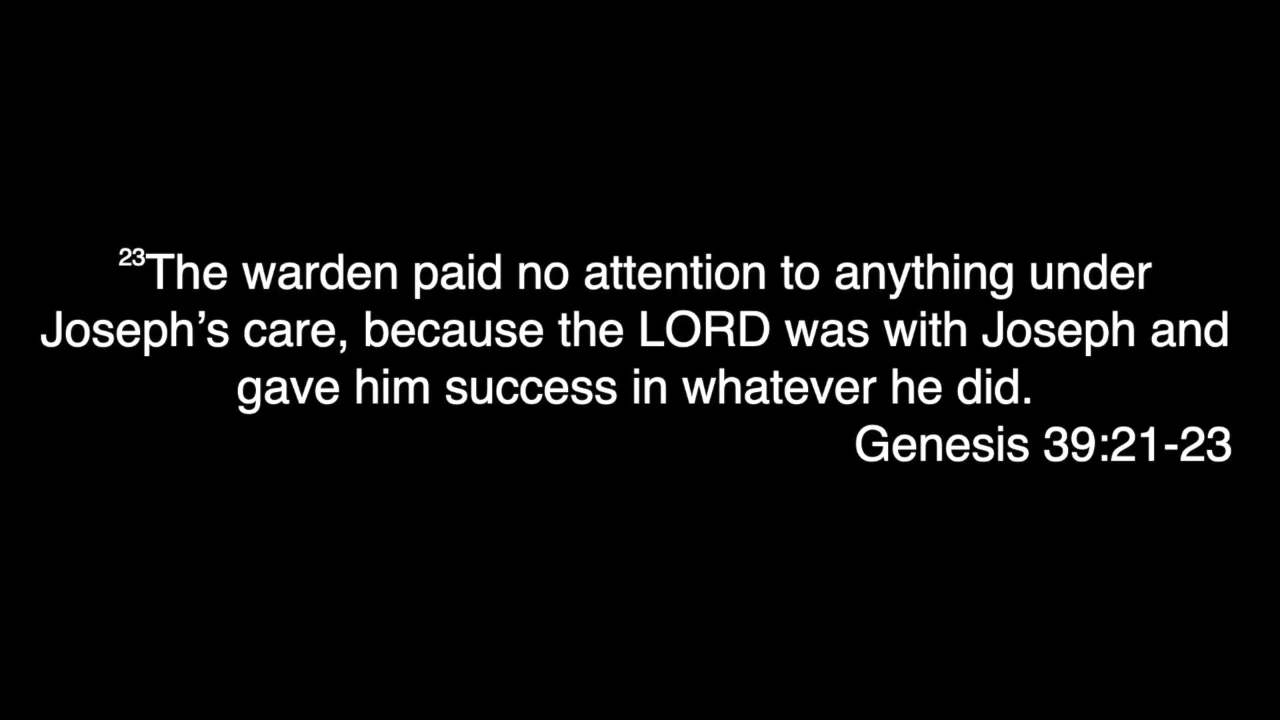 23The warden paid no attention to anything under
Joseph’s care, because the LORD was with Joseph and
gave him success in whatever he did.
Genesis 39:21-23